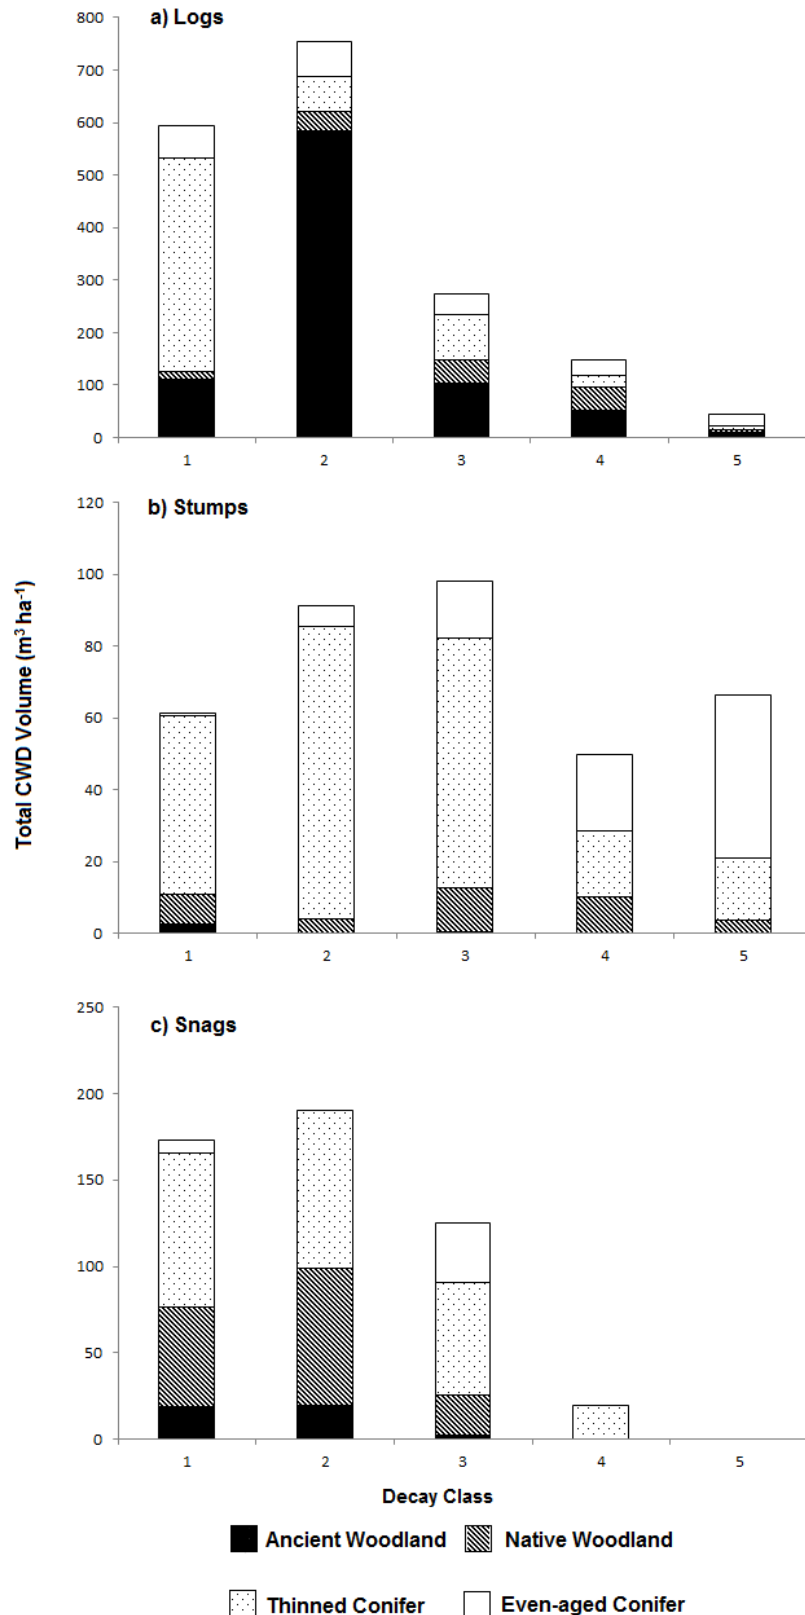 a) Logs
800
700
600
500
400
300
200
100
0
1 2 3 4 5
b) Stumps
120
100
80
60
40
20
0
1 2 3 4 5
Total CWD Volume (m³ ha⁻¹)
c) Snags
250
200
150
100
50
0
1 2 3 4 5
Decay Class
Ancient Woodland Native Woodland
Thinned Conifer Even-aged Conifer